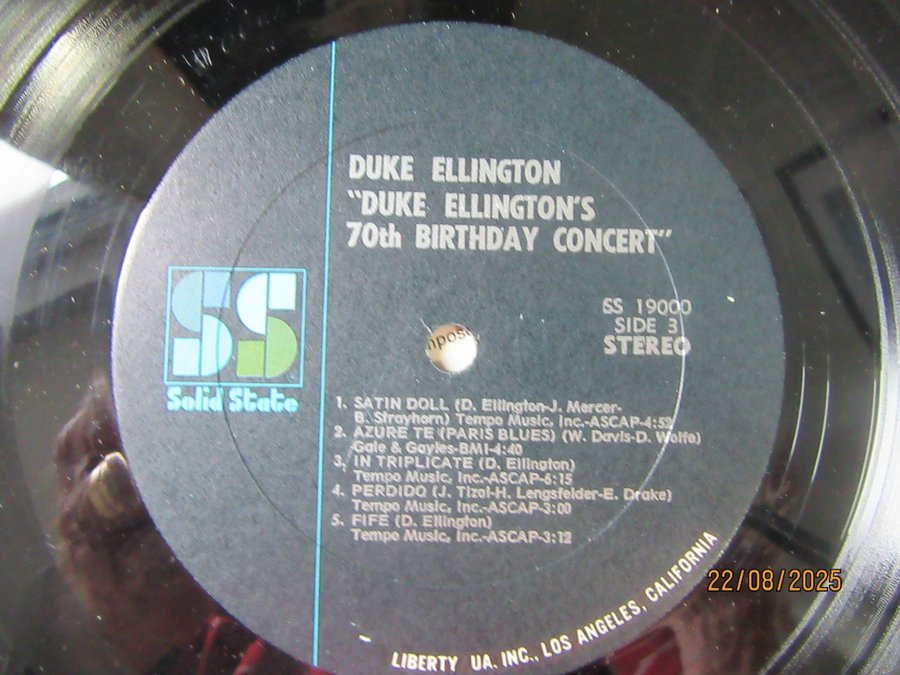 DUKE ELLINGTON
"DUKE ELLINGTON'S
70th BIRTHDAY CONCERT"
SS 19000
SIDE 3
STEREO
SS
Solid State
1. SATIN DOLL (D. Ellington-J. Mercer-
B. Strayhorn) Tempo Music, Inc.-ASCAP-4:52
2. AZURE TE (PARIS BLUES) (W. Davis-D. Wolfe)
Gale & Gayles-BMI-4:40
3. IN TRIPLICATE (D. Ellington)
Tempo Music, Inc.-ASCAP-6:15
4. PERDIDO (J. Tizol-H. Lengsfelder-E. Drake)
Tempo Music, Inc.-ASCAP-3:00
5. FIFE (D. Ellington)
Tempo Music, Inc.-ASCAP-3:12
LIBERTY UA, INC., LOS ANGELES, CALIFORNIA
22/08/2025